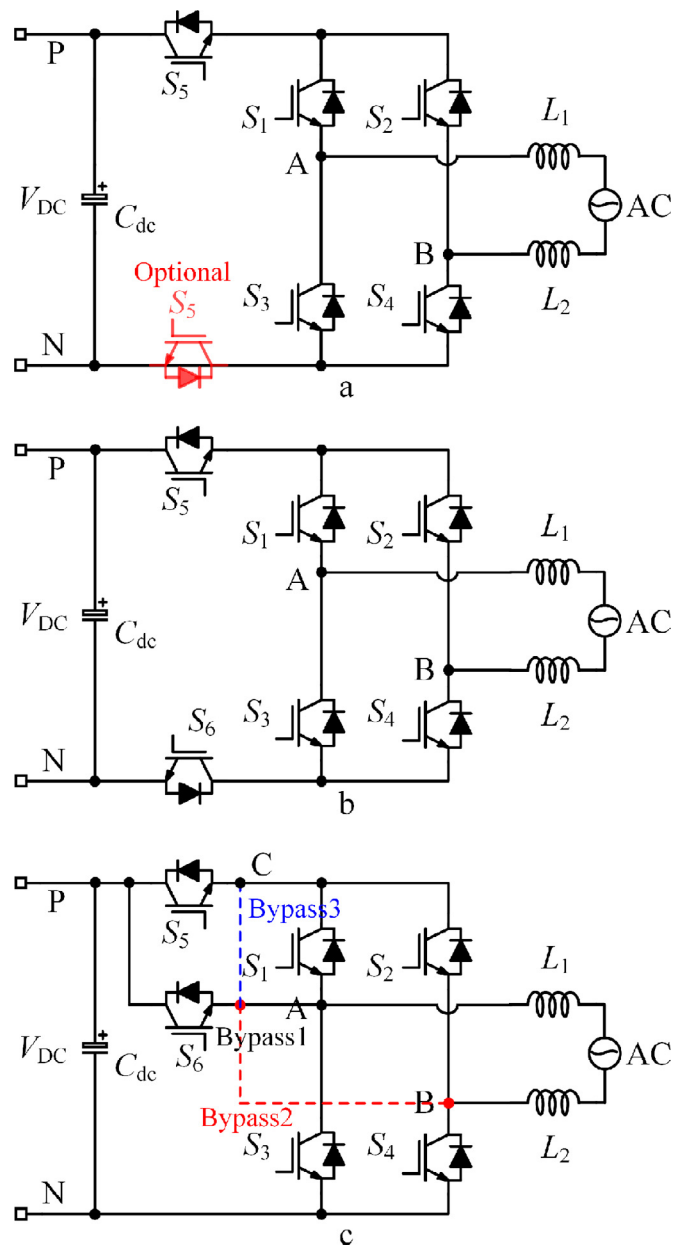 P
S5
S1
S2
L1
A
VDC
+
Cdc
AC
B
Optional
S5
S3
S4
L2
N
a
P
S5
S1
S2
L1
A
VDC
+
Cdc
AC
B
S6
S3
S4
L2
N
b
P
C
S5
Bypass3
S1
S2
L1
A
S6
Bypass1
VDC
+
Cdc
AC
B
Bypass2
S3
S4
L2
N
c